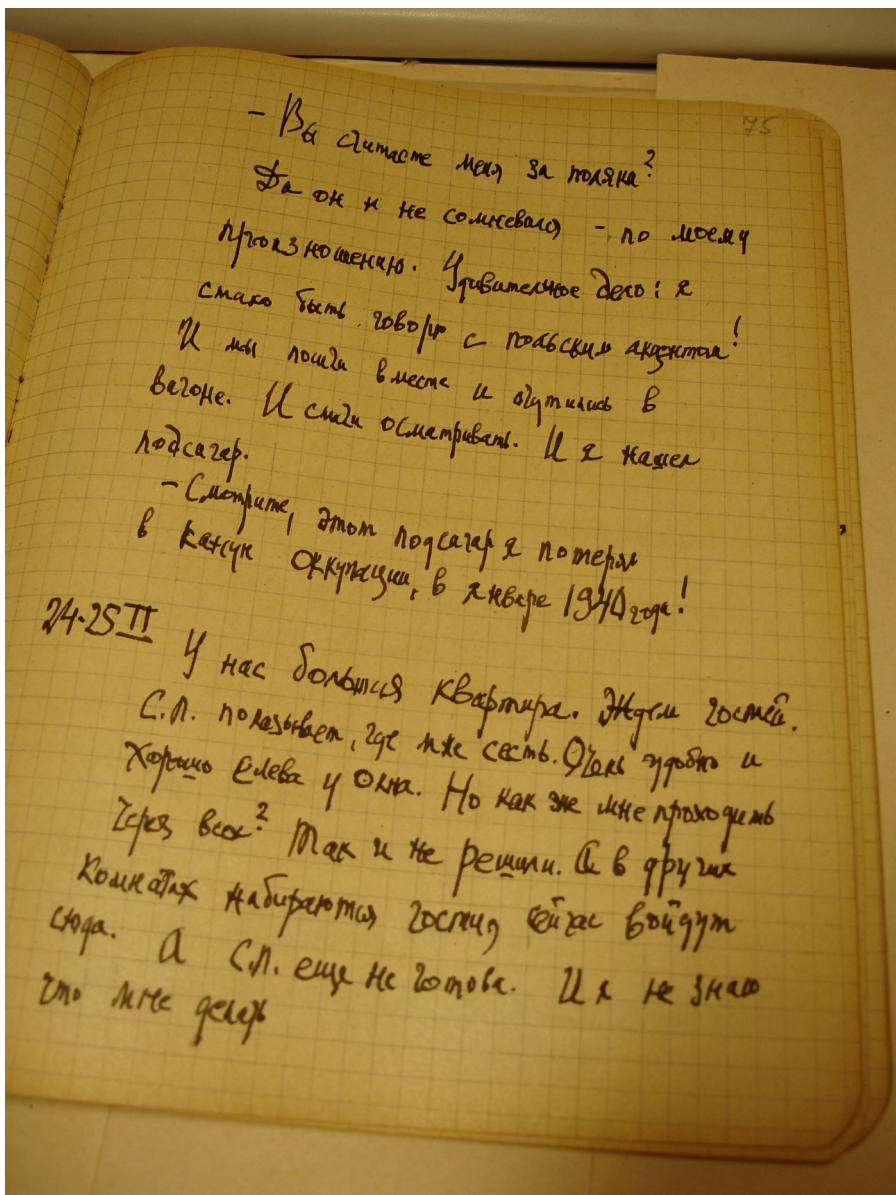 75
– Вы считаете меня за поляка?
Да он и не сомневался – по моему
произношению. Удивительное дело: я
стало быть говорю с польским акцентом!
И мы пошли вместе и очутились в
вагоне. И стали осматривать. И я нашел
подсагар.
– Смотрите, этот подсагар я потерял
в канун оккупации, в январе 1940 года!
24-25 II
У нас большая квартира. Ждем гостей.
С.П. показывает, где мне сесть. Очень удобно и
хорошо слева у окна. Но как же мне проходить
через всех? Так и не решили. А в других
комнатах набираются гости, сейчас войдут
сюда. А С.П. еще не готова. И я не знаю
что мне делать